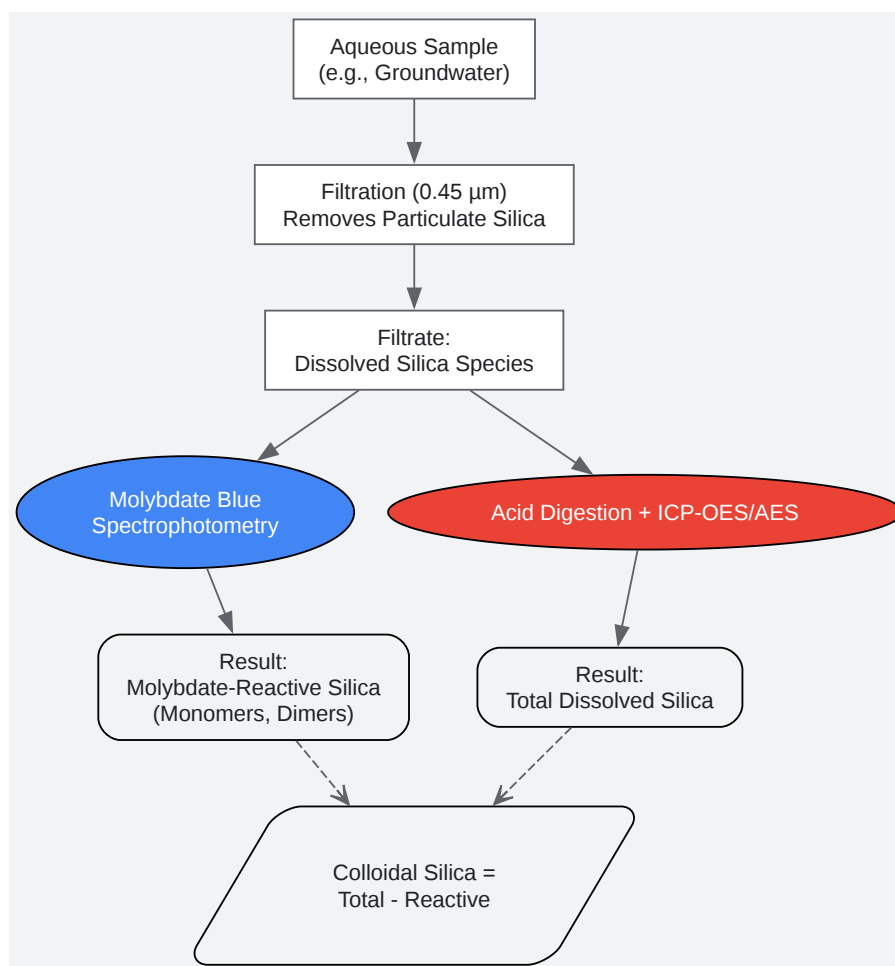 Aqueous Sample
(e.g., Groundwater)
Filtration (0.45 µm)
Removes Particulate Silica
Filtrate:
Dissolved Silica Species
Molybdate Blue
Spectrophotometry
Acid Digestion + ICP-OES/AES
Result:
Molybdate-Reactive Silica
(Monomers, Dimers)
Result:
Total Dissolved Silica
Colloidal Silica =
Total - Reactive